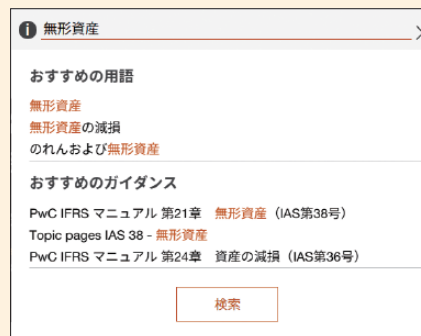 無形資産
おすすめの用語
無形資産
無形資産の減損
のれんおよび無形資産
おすすめのガイダンス
PwC IFRS マニュアル 第21章 無形資産（IAS第38号）
Topic pages IAS 38 - 無形資産
PwC IFRS マニュアル 第24章 資産の減損（IAS第36号）
検索